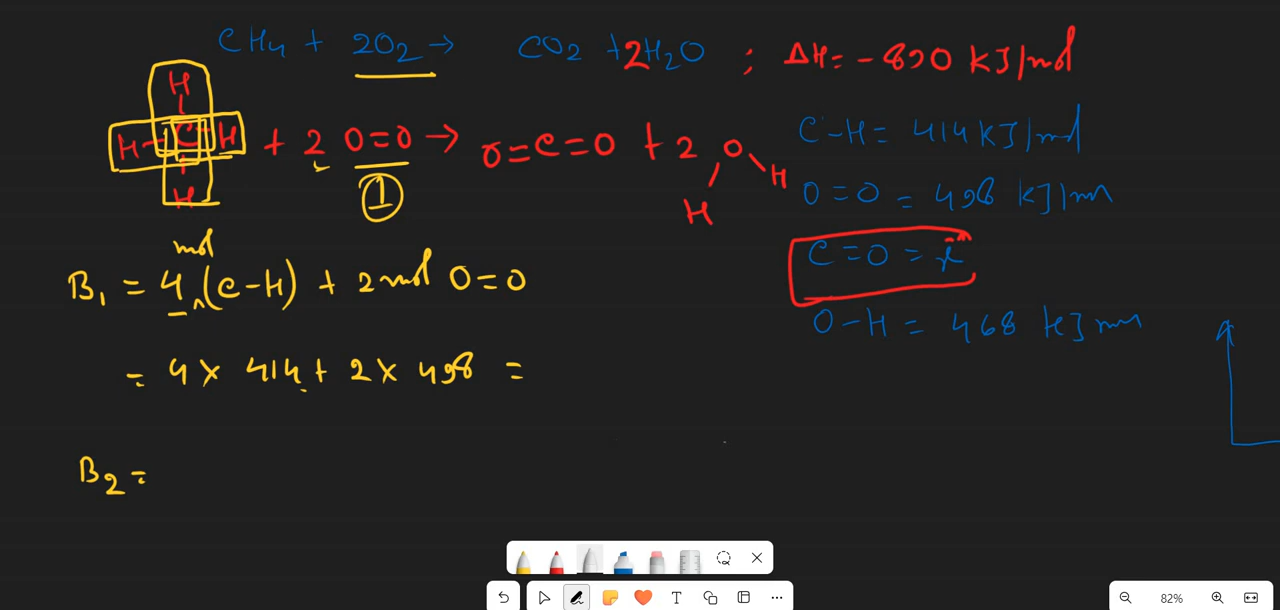 CH4 + 2O2 → CO2 + 2H2O ; ΔH = -890 KJ/mol
H
H-C-H + 2 O=O → O=C=O + 2 O
H
H
H
①
C-H = 414 KJ/mol
O=O = 498 KJ/mol
C=O = x
O-H = 468 KJ
mol
B1 = 4 (C-H) + 2 mol O=O
= 4 × 414 + 2 × 498 =
B2 =
T
82%